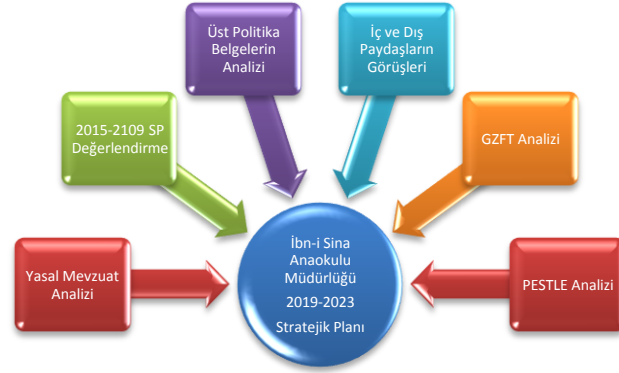 Üst Politika
Belgelerin
Analizi
İç ve Dış
Paydaşların
Görüşleri
2015-2109 SP
Değerlendirme
GZFT Analizi
Yasal Mevzuat
Analizi
İbn-i Sina
Anaokulu
Müdürlüğü
2019-2023
Stratejik Planı
PESTLE Analizi